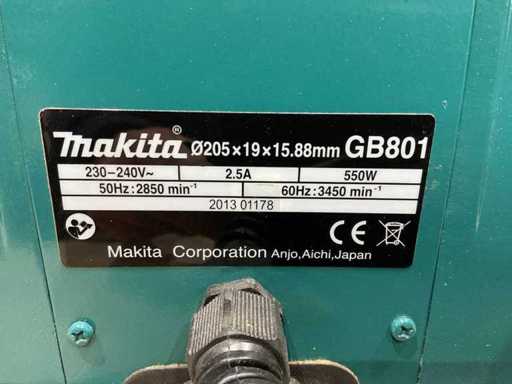 makita® Ø205×19×15.88mm GB801
230-240V~ 2.5A 550W
50Hz:2850 min⁻¹ 60Hz:3450 min⁻¹
2013 01178
CE
Makita Corporation Anjo,Aichi,Japan